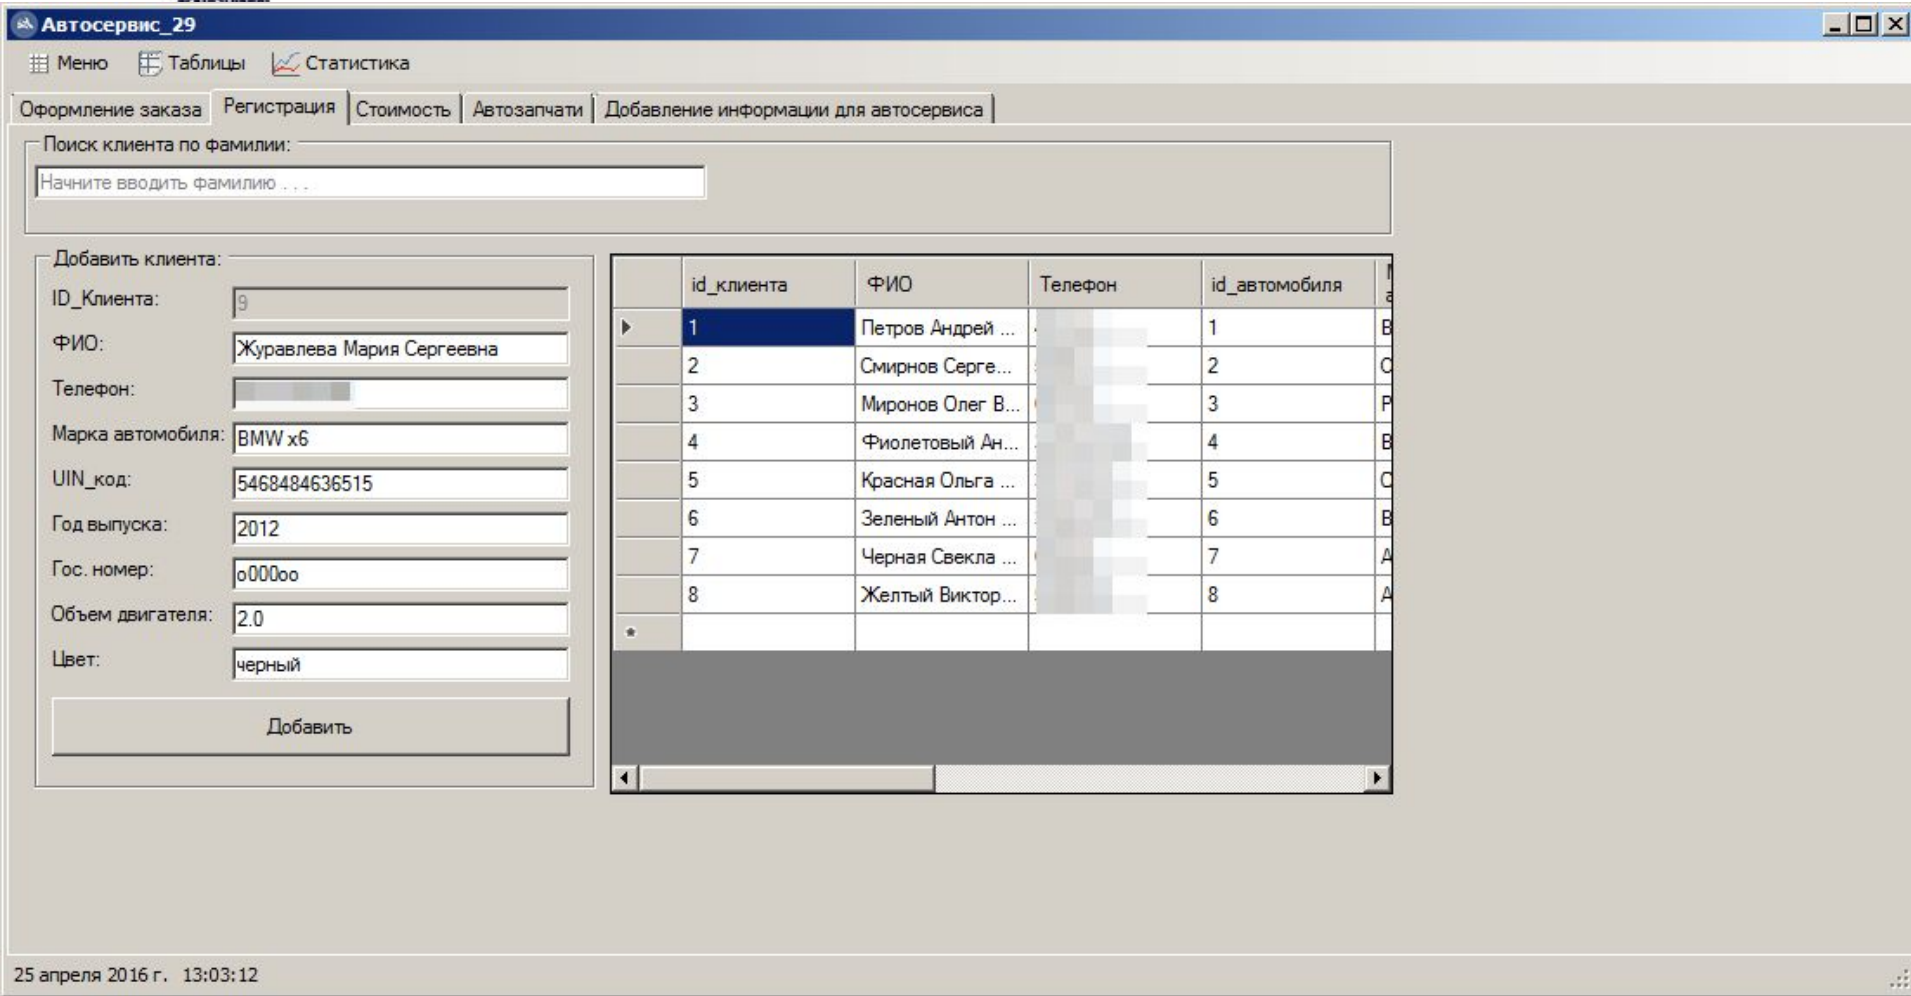 Автосервис_29
Меню Таблицы Статистика
Оформление заказа Регистрация Стоимость Автозапчати Добавление информации для автосервиса
Поиск клиента по фамилии:
Начните вводить фамилию . . .
Добавить клиента:
ID_Клиента: 9
ФИО: Журавлева Мария Сергеевна
Телефон:
Марка автомобиля: BMW x6
UIN_код: 5468484636515
Год выпуска: 2012
Гос. номер: о000оо
Объем двигателя: 2.0
Цвет: черный
Добавить
id_клиента ФИО Телефон id_автомобиля
1 Петров Андрей ... 1
2 Смирнов Серге... 2
3 Миронов Олег В... 3
4 Фиолетовый Ан... 4
5 Красная Ольга ... 5
6 Зеленый Антон ... 6
7 Черная Свекла ... 7
8 Желтый Виктор... 8
25 апреля 2016 г. 13:03:12